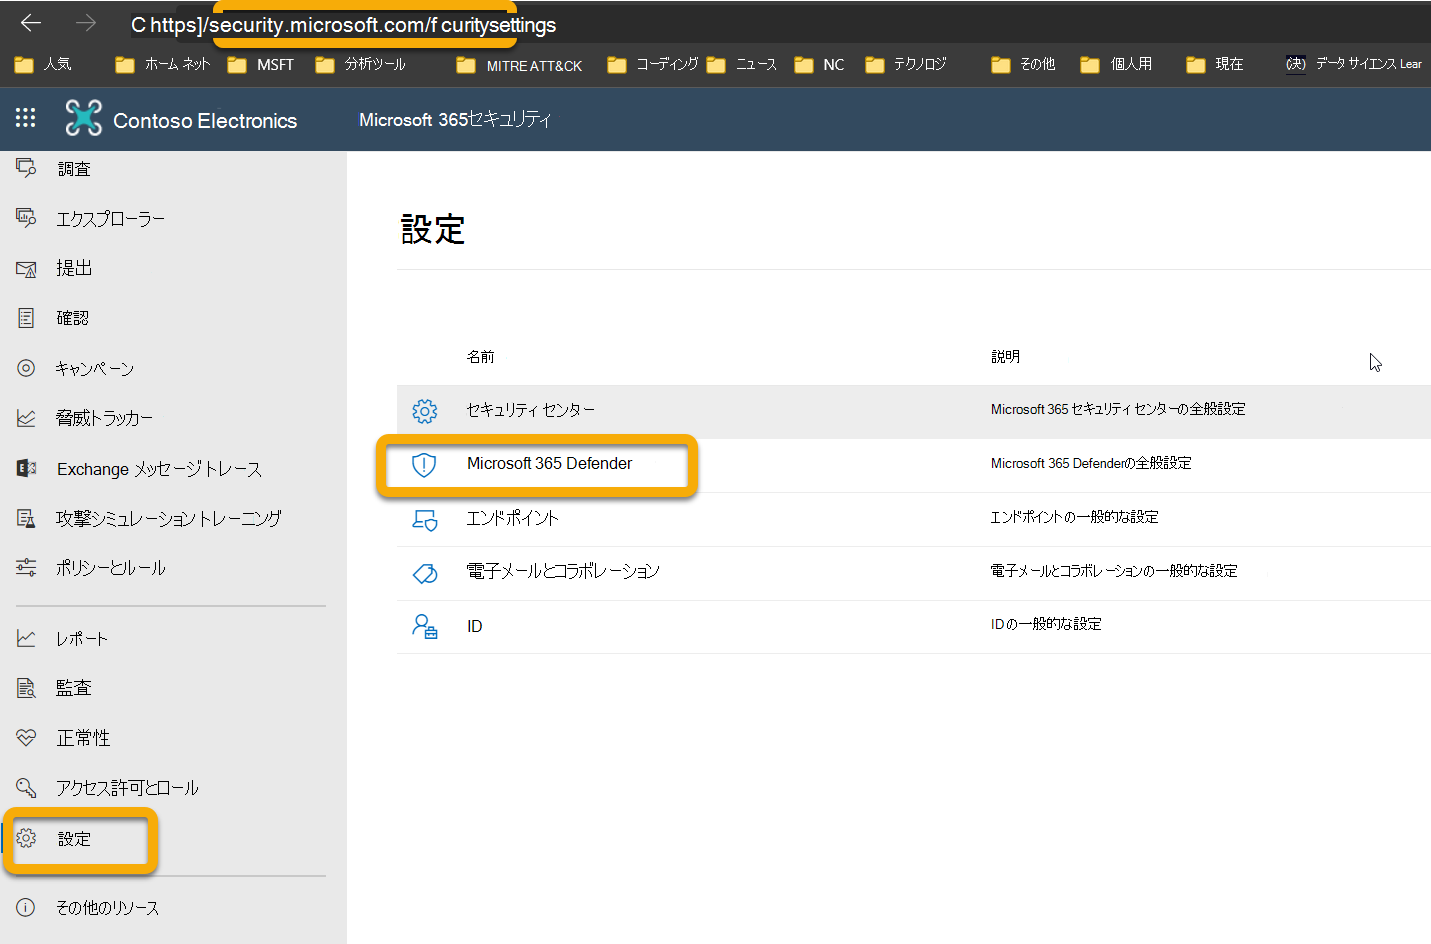 C https]/security.microsoft.com/f curitysettings
人気 ホーム ネット MSFT 分析ツール MITRE ATT&CK コーディング ニュース NC テクノロジ その他 個人用 現在 (決) データ サイエンス Lear
Contoso Electronics Microsoft 365セキュリティ
調査
エクスプローラー
提出
確認
キャンペーン
脅威トラッカー
Exchange メッセージ トレース
攻撃シミュレーション トレーニング
ポリシーとルール
レポート
監査
正常性
アクセス許可とロール
設定
その他のリソース
設定
名前 説明
セキュリティ センター Microsoft 365 セキュリティ センターの全般設定
Microsoft 365 Defender Microsoft 365 Defenderの全般設定
エンドポイント エンドポイントの一般的な設定
電子メールとコラボレーション 電子メールとコラボレーションの一般的な設定
ID IDの一般的な設定